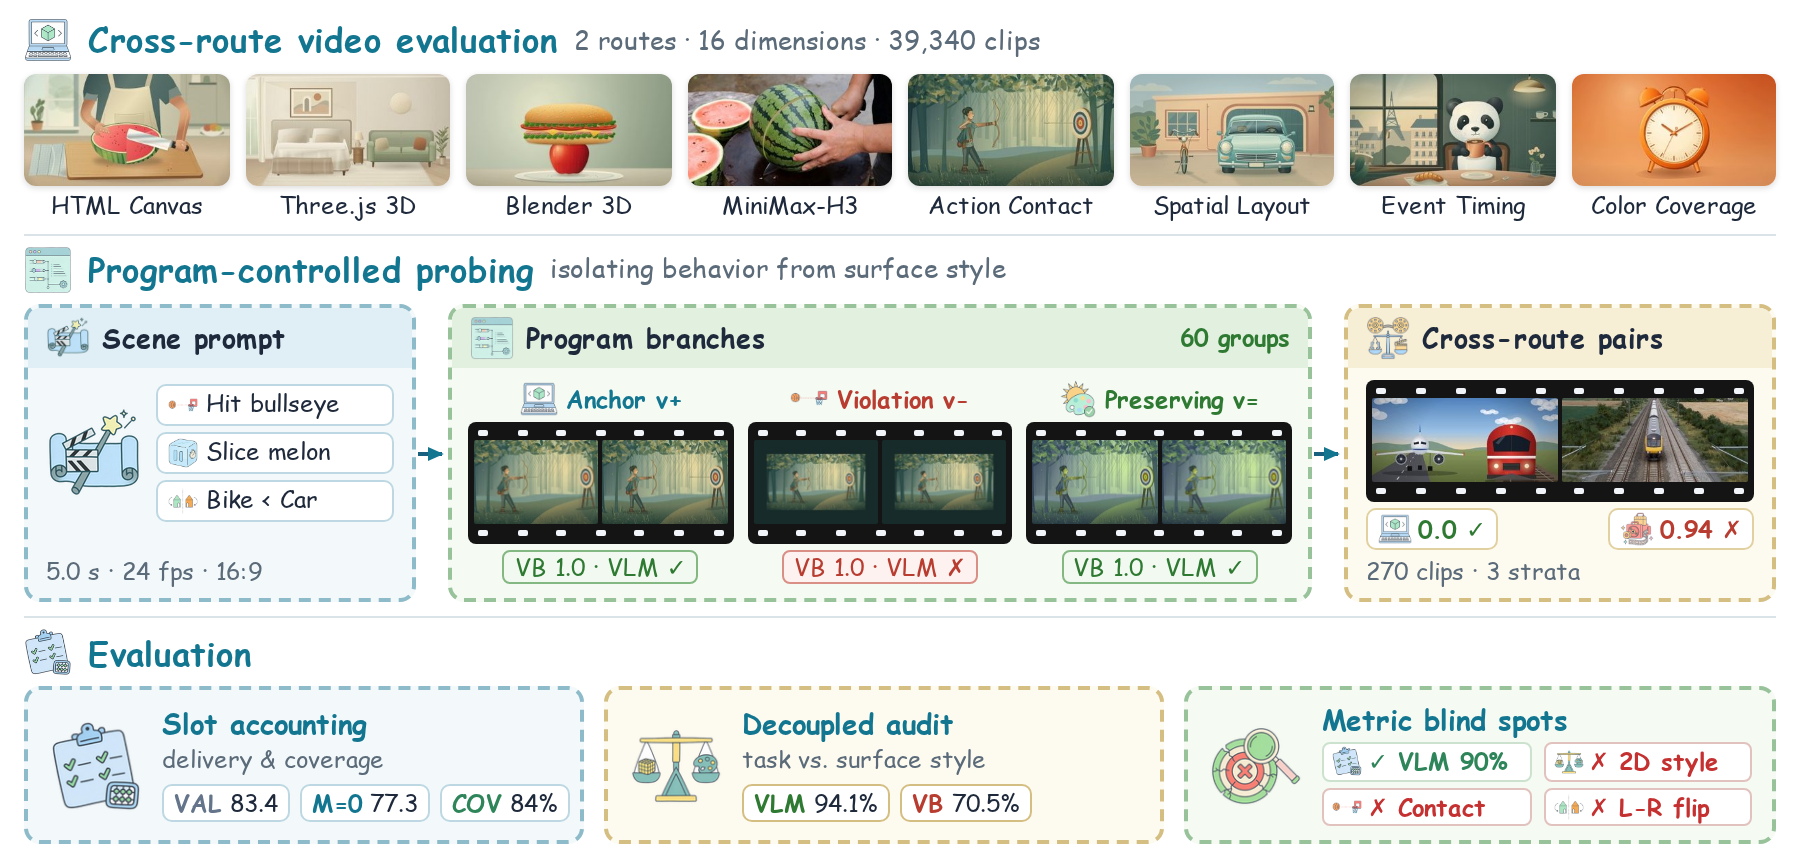 Cross-route video evaluation 2 routes · 16 dimensions · 39,340 clips
HTML Canvas
Three.js 3D
Blender 3D
MiniMax-H3
Action Contact
Spatial Layout
Event Timing
Color Coverage
Program-controlled probing isolating behavior from surface style
Scene prompt
Hit bullseye
Slice melon
Bike < Car
5.0 s · 24 fps · 16:9
Program branches
60 groups
Anchor v+
Violation v-
Preserving v=
VB 1.0 · VLM ✓
VB 1.0 · VLM ✗
VB 1.0 · VLM ✓
Cross-route pairs
0.0 ✓
0.94 ✗
270 clips · 3 strata
Evaluation
Slot accounting
delivery & coverage
VAL 83.4
M=0 77.3
COV 84%
Decoupled audit
task vs. surface style
VLM 94.1%
VB 70.5%
Metric blind spots
✓ VLM 90%
✗ 2D style
✗ Contact
✗ L-R flip